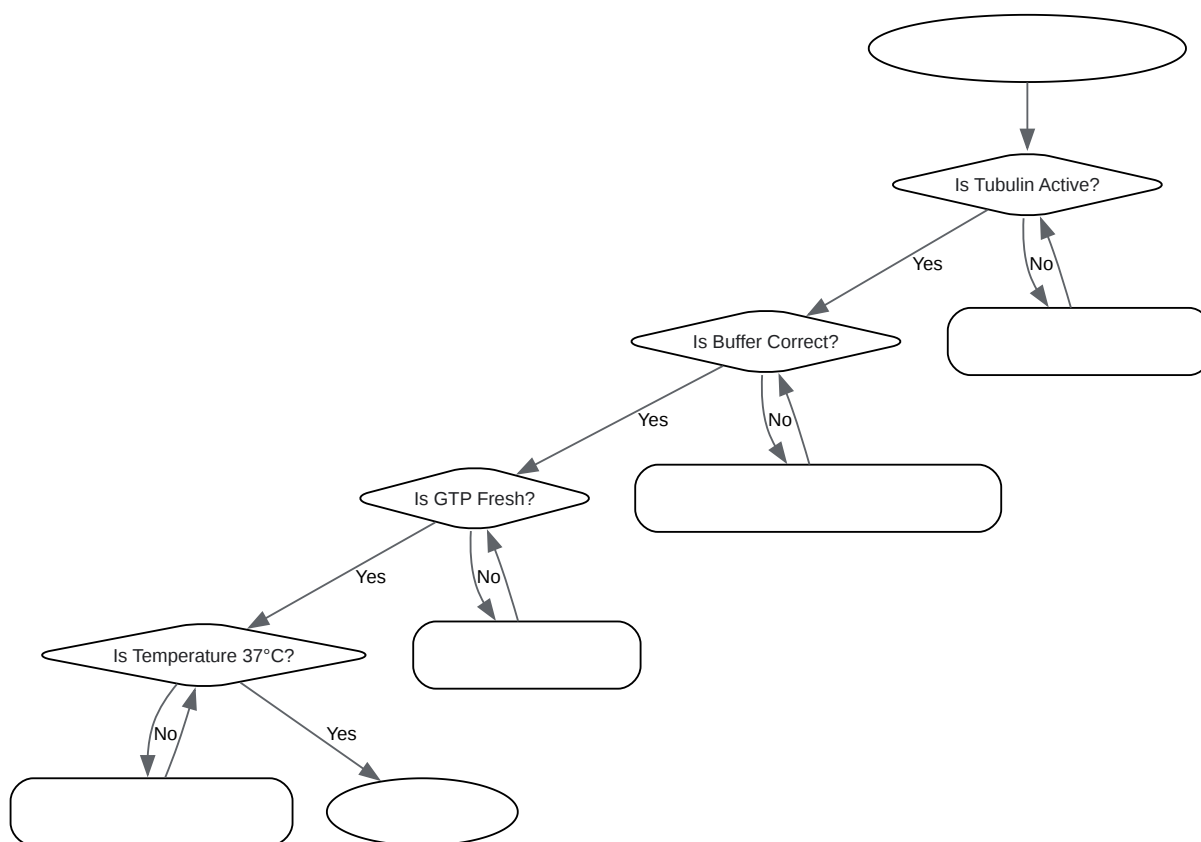 Is Tubulin Active?
Yes
No
Is Buffer Correct?
Yes
No
Is GTP Fresh?
Yes
No
Is Temperature 37°C?
No
Yes